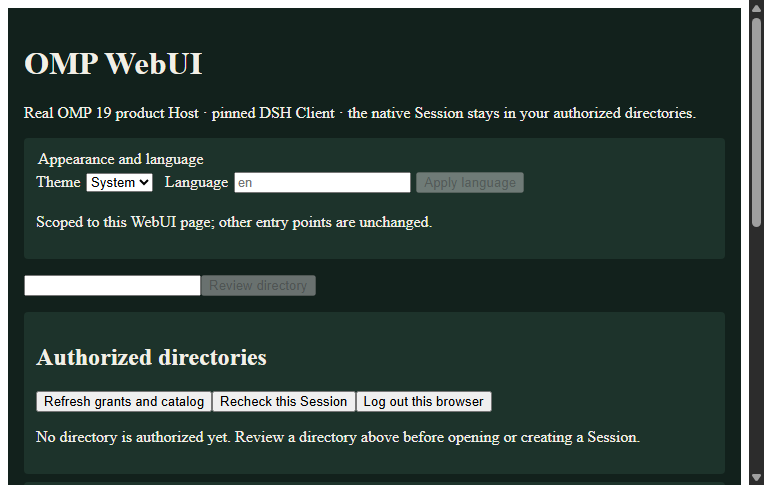 OMP WebUI
Real OMP 19 product Host · pinned DSH Client · the native Session stays in your authorized directories.
Appearance and language
Theme System Language en Apply language
Scoped to this WebUI page; other entry points are unchanged.
Review directory
Authorized directories
Refresh grants and catalog Recheck this Session Log out this browser
No directory is authorized yet. Review a directory above before opening or creating a Session.